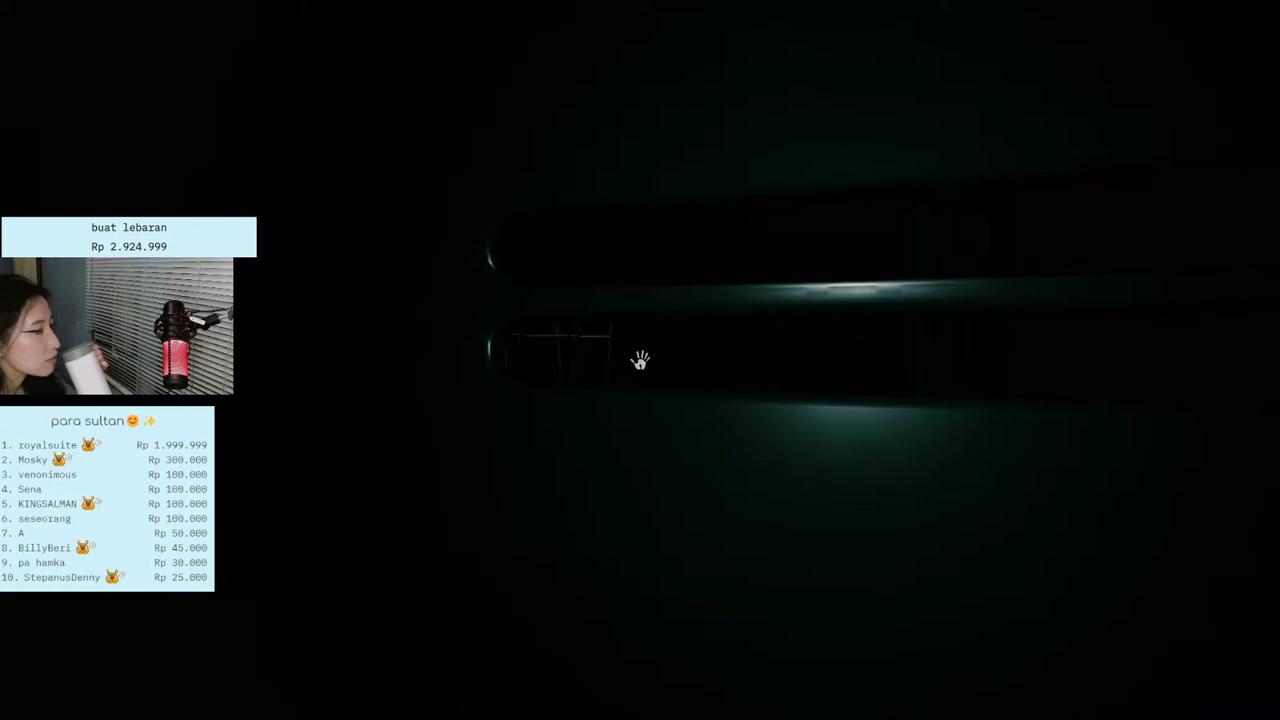 buat lebaran
Rp 2.924.999
para sultan😊✨
1. royalsuite Rp 1.999.999
2. Mosky Rp 300.000
3. venonimous Rp 100.000
4. Sena Rp 100.000
5. KINGSALMAN Rp 100.000
6. seseorang Rp 100.000
7. A Rp 50.000
8. BillyBeri Rp 45.000
9. pa hamka Rp 30.000
10. StepanusDenny Rp 25.000